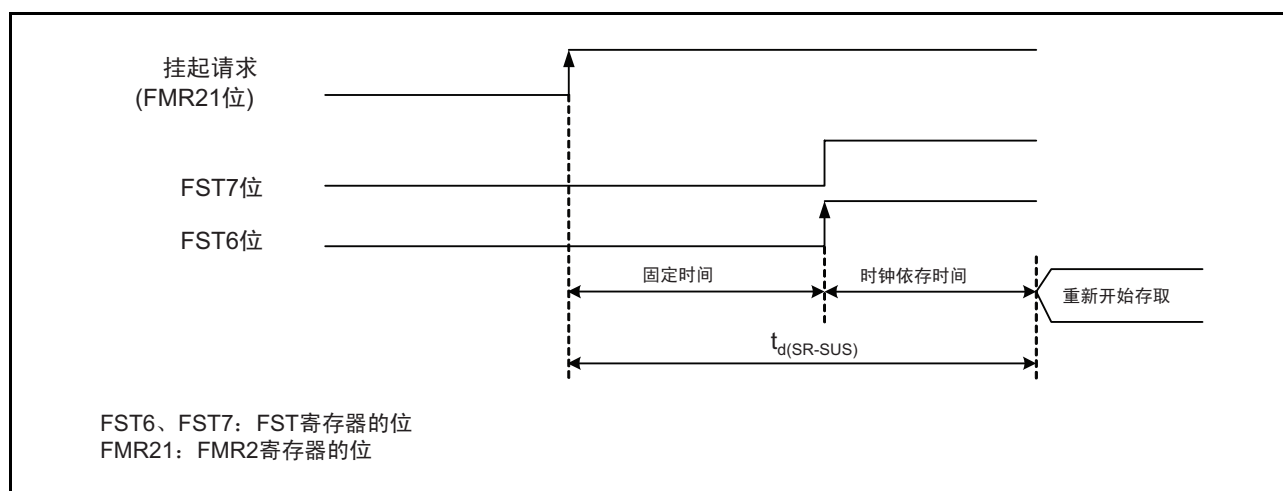 挂起请求
(FMR21位)
FST7位
FST6位
固定时间
时钟依存时间
重新开始存取
td(SR-SUS)
FST6、FST7：FST寄存器的位
FMR21：FMR2寄存器的位